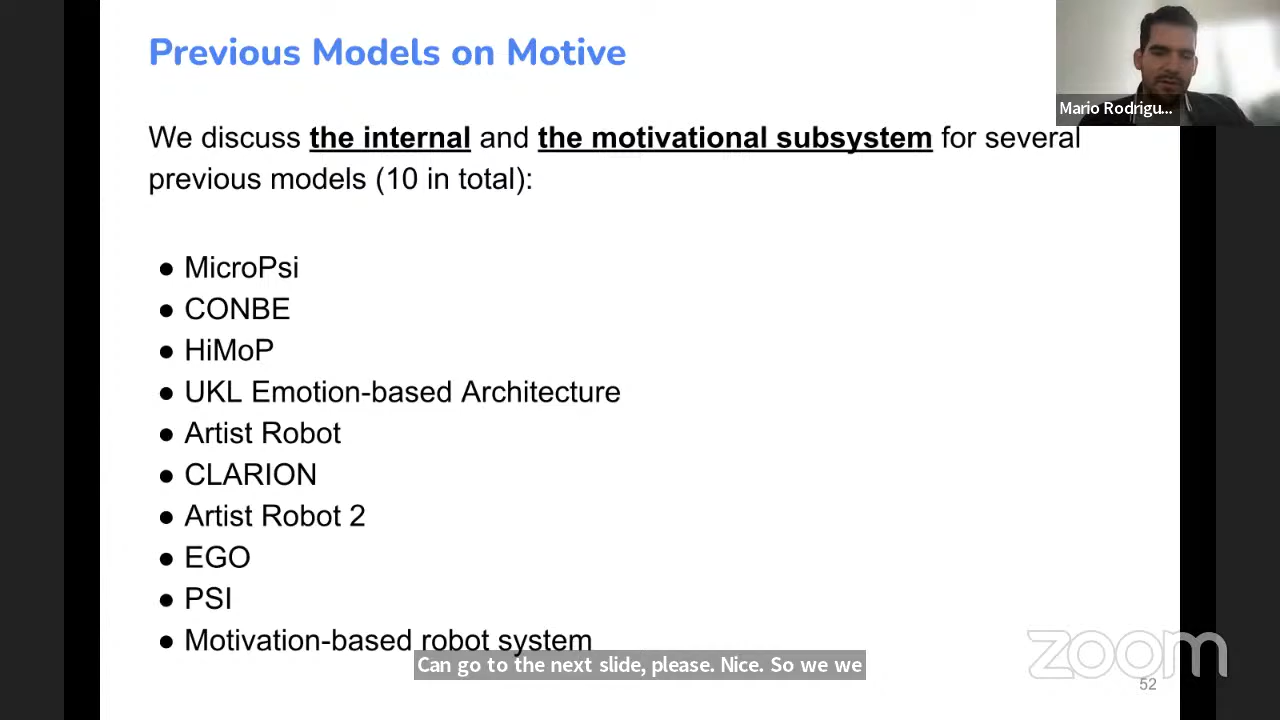 Previous Models on Motive
Mario Rodrigu...
We discuss the internal and the motivational subsystem for several
previous models (10 in total):
● MicroPsi
● CONBE
● HiMoP
● UKL Emotion-based Architecture
● Artist Robot
● CLARION
● Artist Robot 2
● EGO
● PSI
● Motivation-based robot system
Can go to the next slide, please. Nice. So we we
zoom
52